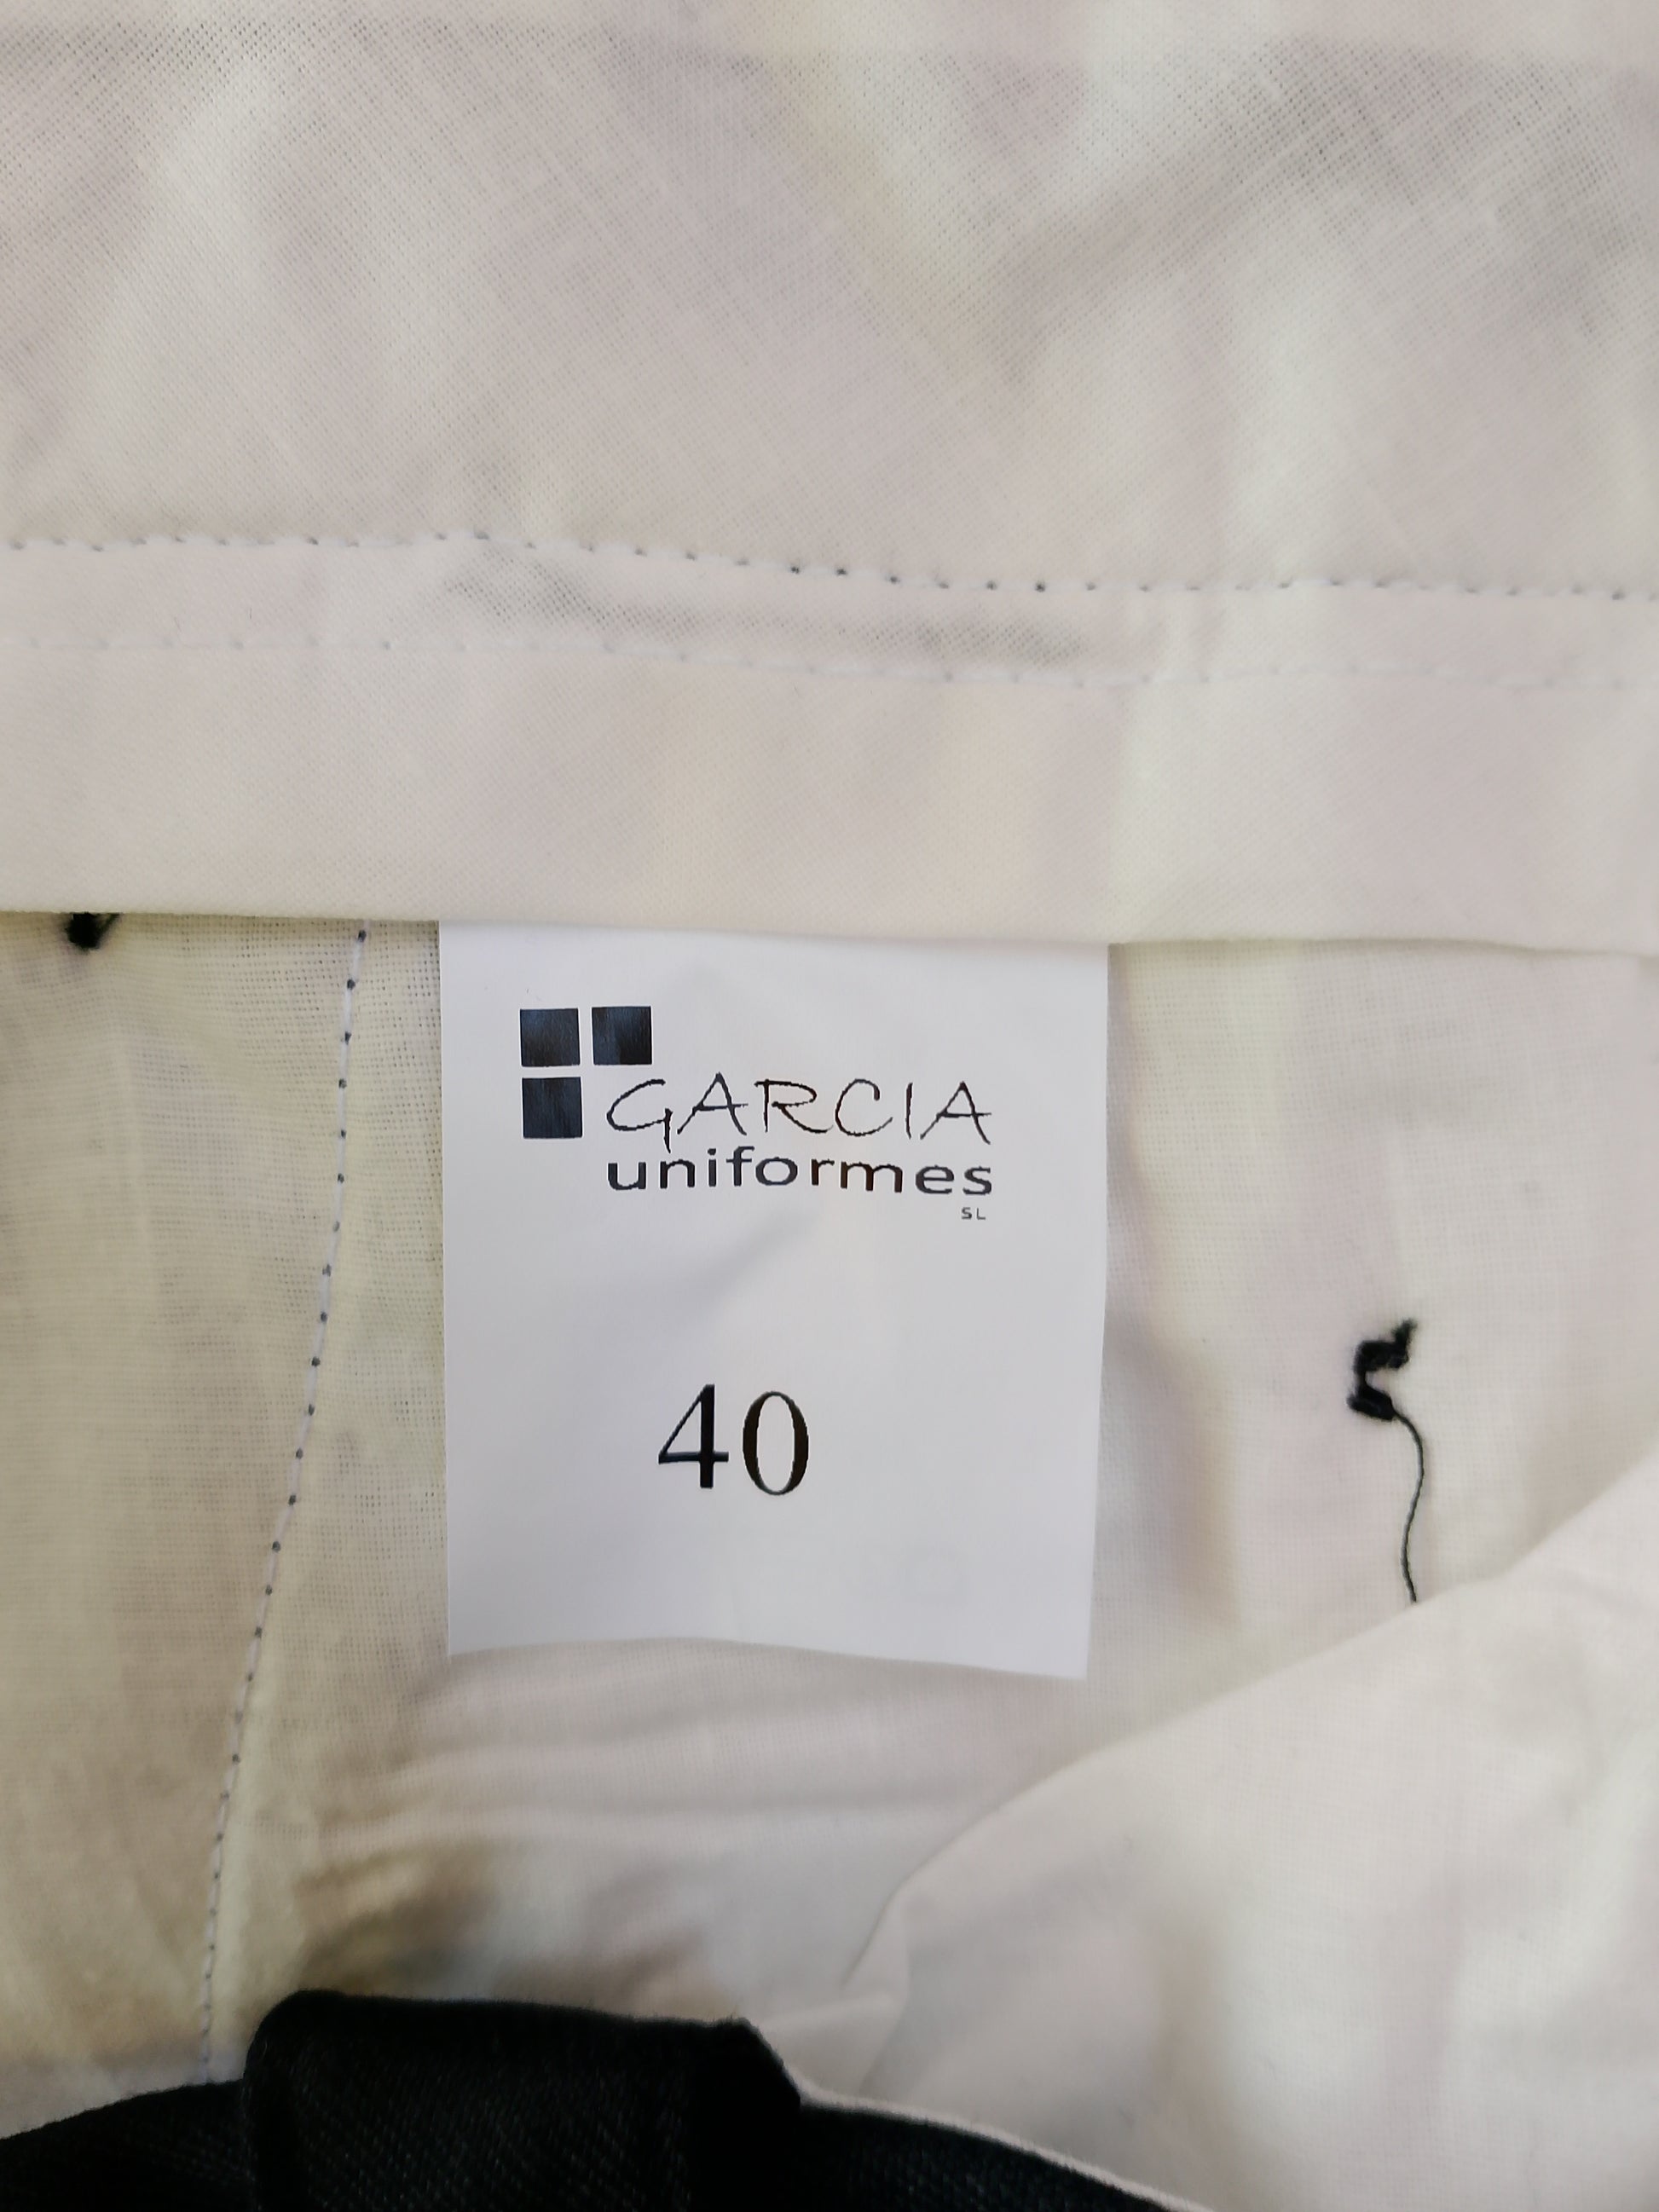 GARCIA
uniformes
SL
40